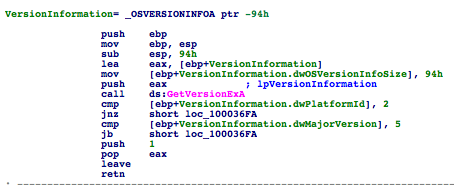 VersionInformation= _OSVERSIONINFOA ptr -94h
push ebp
mov ebp, esp
sub esp, 94h
lea eax, [ebp+VersionInformation]
mov [ebp+VersionInformation.dwOSVersionInfoSize], 94h
push eax ; lpVersionInformation
call ds:GetVersionExA
cmp [ebp+VersionInformation.dwPlatformId], 2
jnz short loc_100036FA
cmp [ebp+VersionInformation.dwMajorVersion], 5
jb short loc_100036FA
push 1
pop eax
leave
retn